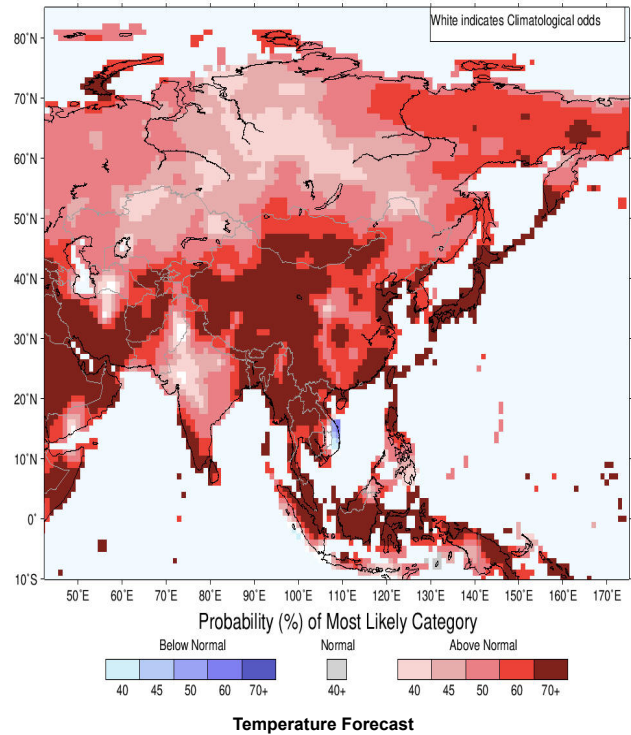 White indicates Climatological odds
80°N
70°N
60°N
50°N
40°N
30°N
20°N
10°N
0°
10°S
50°E 60°E 70°E 80°E 90°E 100°E 110°E 120°E 130°E 140°E 150°E 160°E 170°E
Probability (%) of Most Likely Category
Below Normal Normal Above Normal
40 45 50 60 70+ 40+ 40 45 50 60 70+
Temperature Forecast